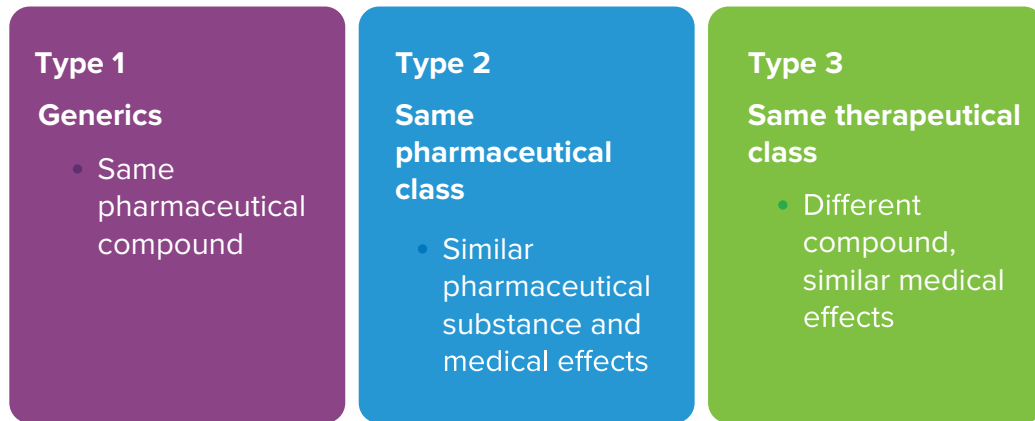 Type 1
Generics
• Same
pharmaceutical
compound
Type 2
Same
pharmaceutical
class
• Similar
pharmaceutical
substance and
medical effects
Type 3
Same therapeutical
class
• Different
compound,
similar medical
effects